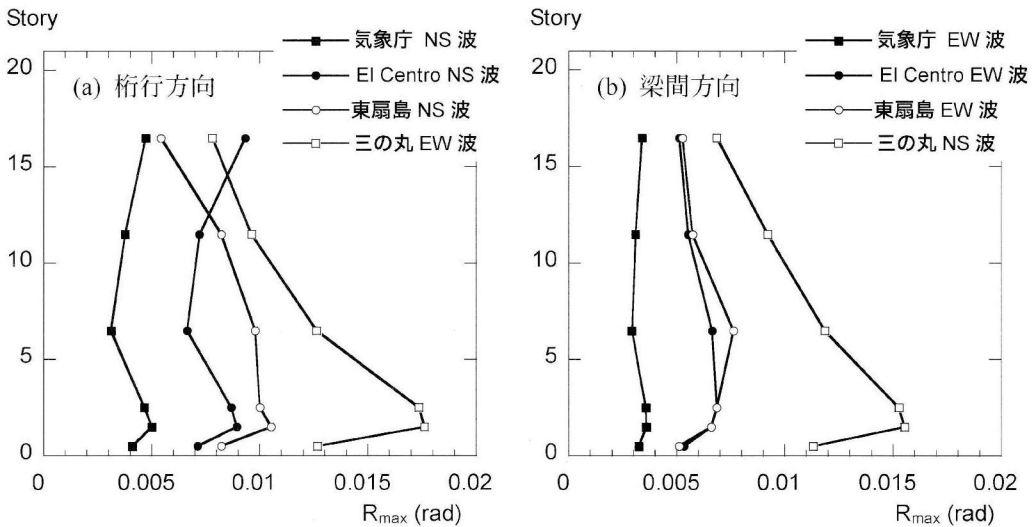 Story
気象庁 NS 波
El Centro NS 波
東扇島 NS 波
三の丸 EW 波
(a) 桁行方向
20
15
10
5
0
0 0.005 0.01 0.015 0.02
R_max (rad)
Story
気象庁 EW 波
El Centro EW 波
東扇島 EW 波
三の丸 NS 波
(b) 梁間方向
20
15
10
5
0
0 0.005 0.01 0.015 0.02
R_max (rad)